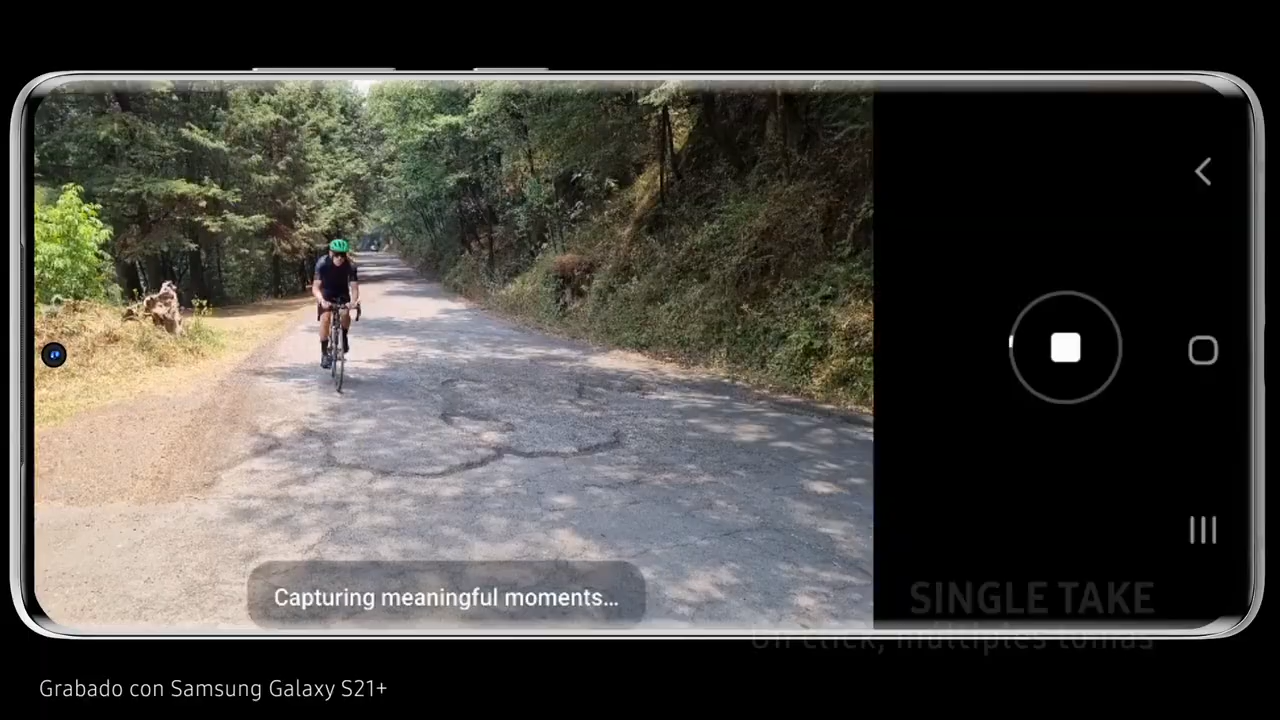 Capturing meaningful moments...
SINGLE TAKE
Un click, múltiples tomas
Grabado con Samsung Galaxy S21+